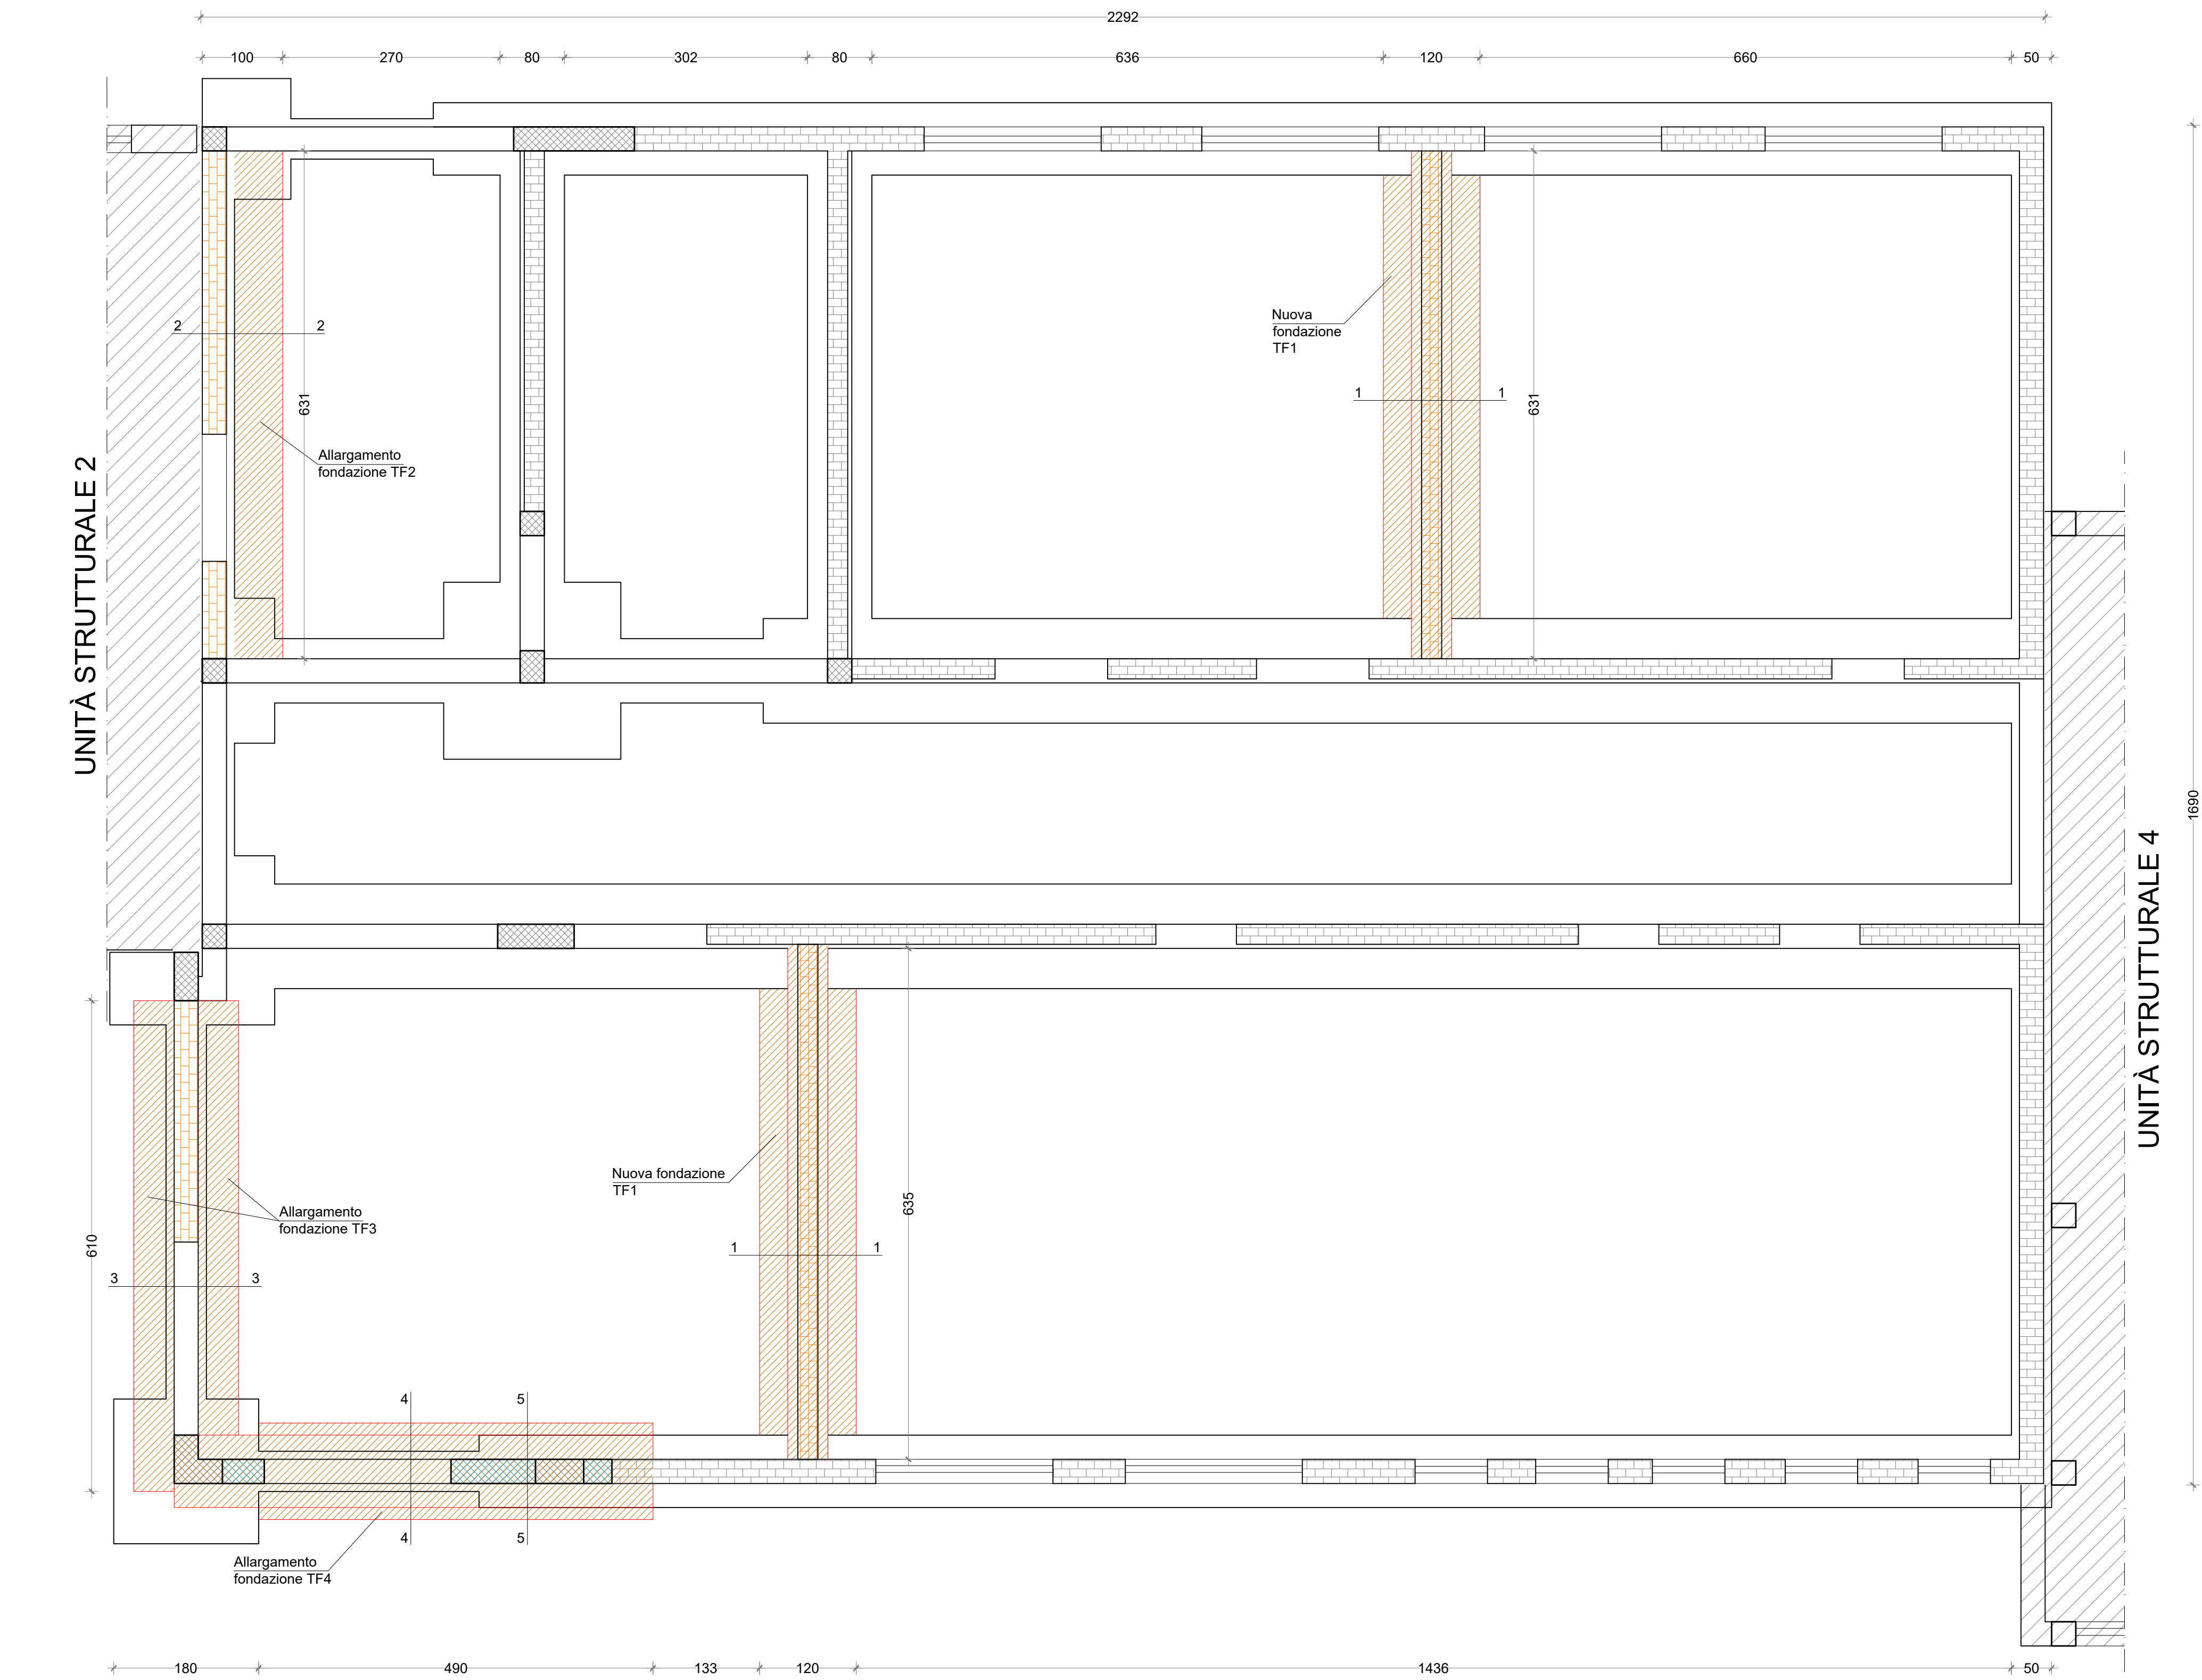 2292
100
270
80
302
80
636
120
660
50
2
2
Nuova
fondazione
TF1
1
1
631
631
Allargamento
fondazione TF2
UNITÀ STRUTTURALE 2
1690
UNITÀ STRUTTURALE 4
Nuova fondazione
TF1
635
Allargamento
fondazione TF3
610
1
1
3
3
4
5
4
5
Allargamento
fondazione TF4
180
490
133
120
1436
50